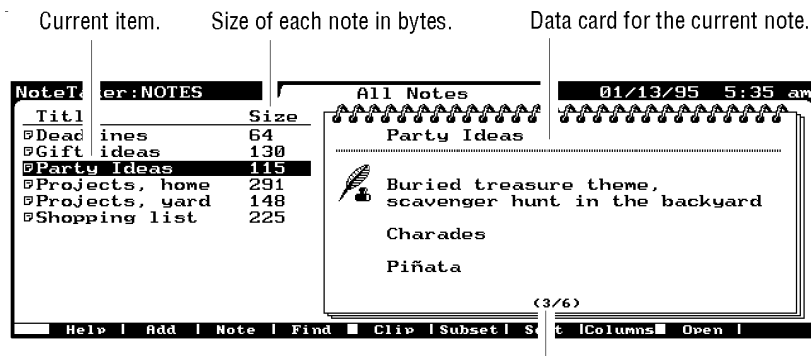 Current item. Size of each note in bytes. Data card for the current note.
NoteTaker:NOTES All Notes 01/13/95 5:35 am
Title Size
Deadlines 64
Gift ideas 130
Party Ideas 115
Projects, home 291
Projects, yard 148
Shopping list 225
Party Ideas
Buried treasure theme,
scavenger hunt in the backyard
Charades
Piñata
(3/6)
Help | Add | Note | Find Clip |Subset| Sort |Columns Open |